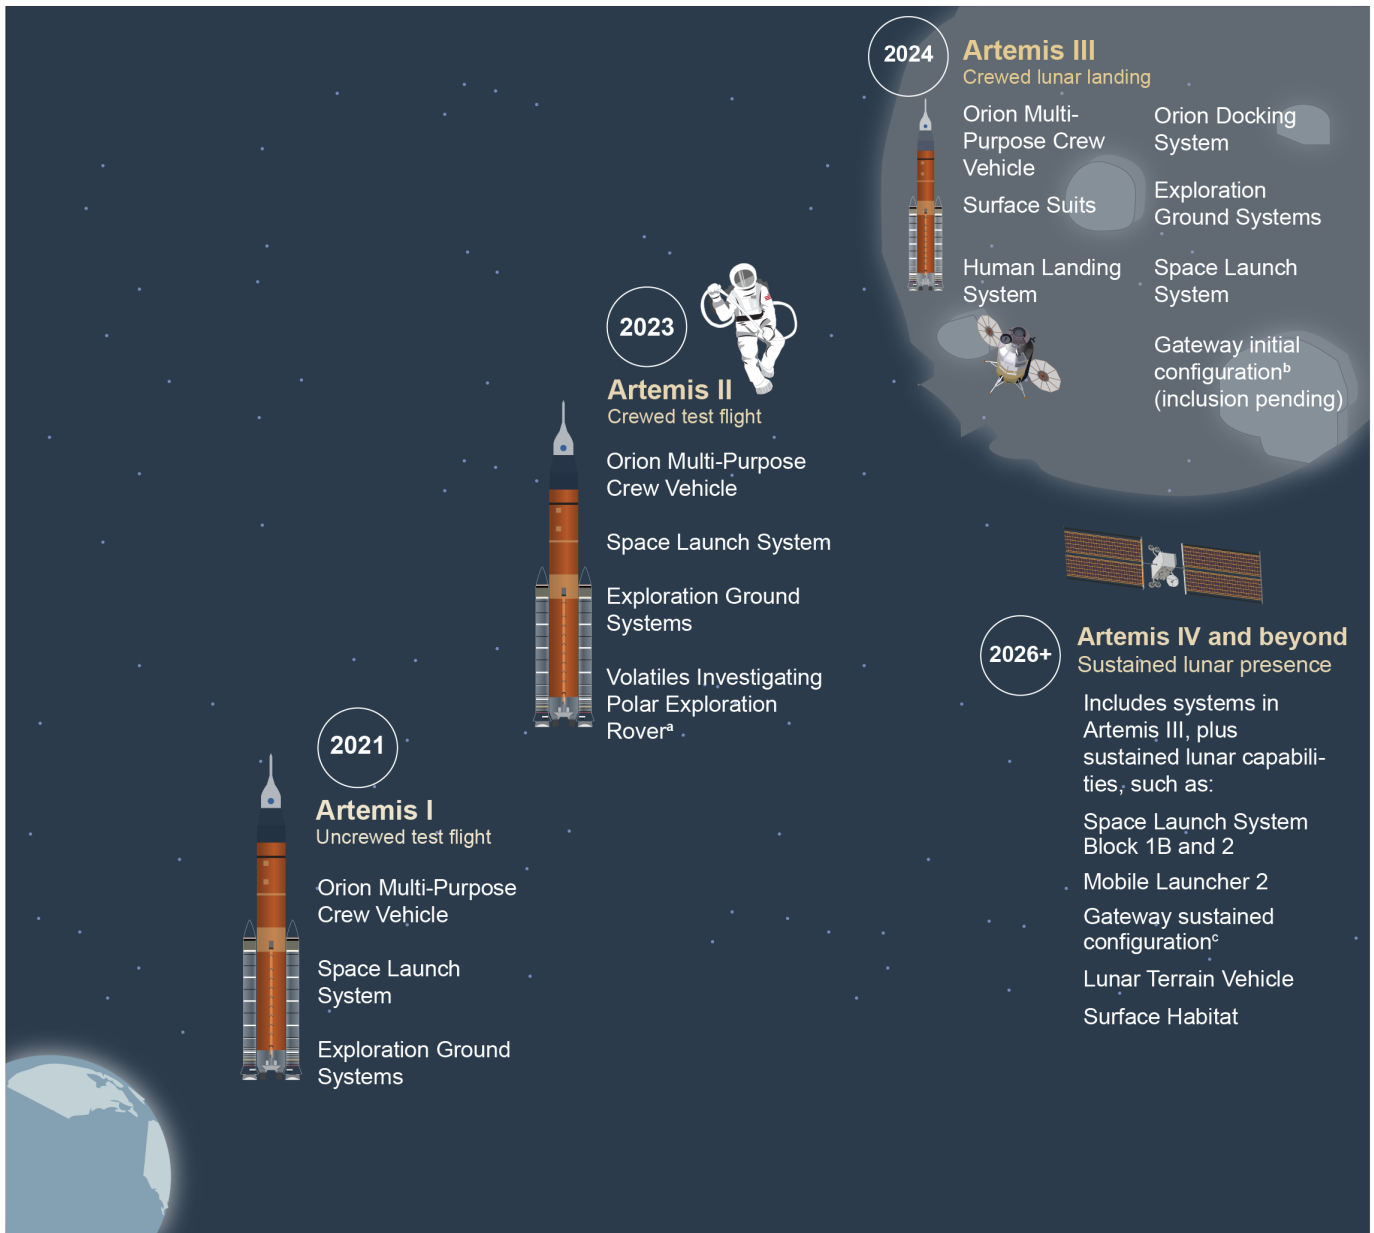 2021
Artemis I
Uncrewed test flight
Orion Multi-Purpose
Crew Vehicle
Space Launch
System
Exploration Ground
Systems
2023
Artemis II
Crewed test flight
Orion Multi-Purpose
Crew Vehicle
Space Launch System
Exploration Ground
Systems
Volatiles Investigating
Polar Exploration
Roverᵃ
2024
Artemis III
Crewed lunar landing
Orion Multi-
Purpose Crew
Vehicle
Surface Suits
Human Landing
System
Orion Docking
System
Exploration
Ground Systems
Space Launch
System
Gateway initial
configurationᵇ
(inclusion pending)
2026+
Artemis IV and beyond
Sustained lunar presence
Includes systems in
Artemis III, plus
sustained lunar capabili-
ties, such as:
Space Launch System
Block 1B and 2
Mobile Launcher 2
Gateway sustained
configurationᶜ
Lunar Terrain Vehicle
Surface Habitat